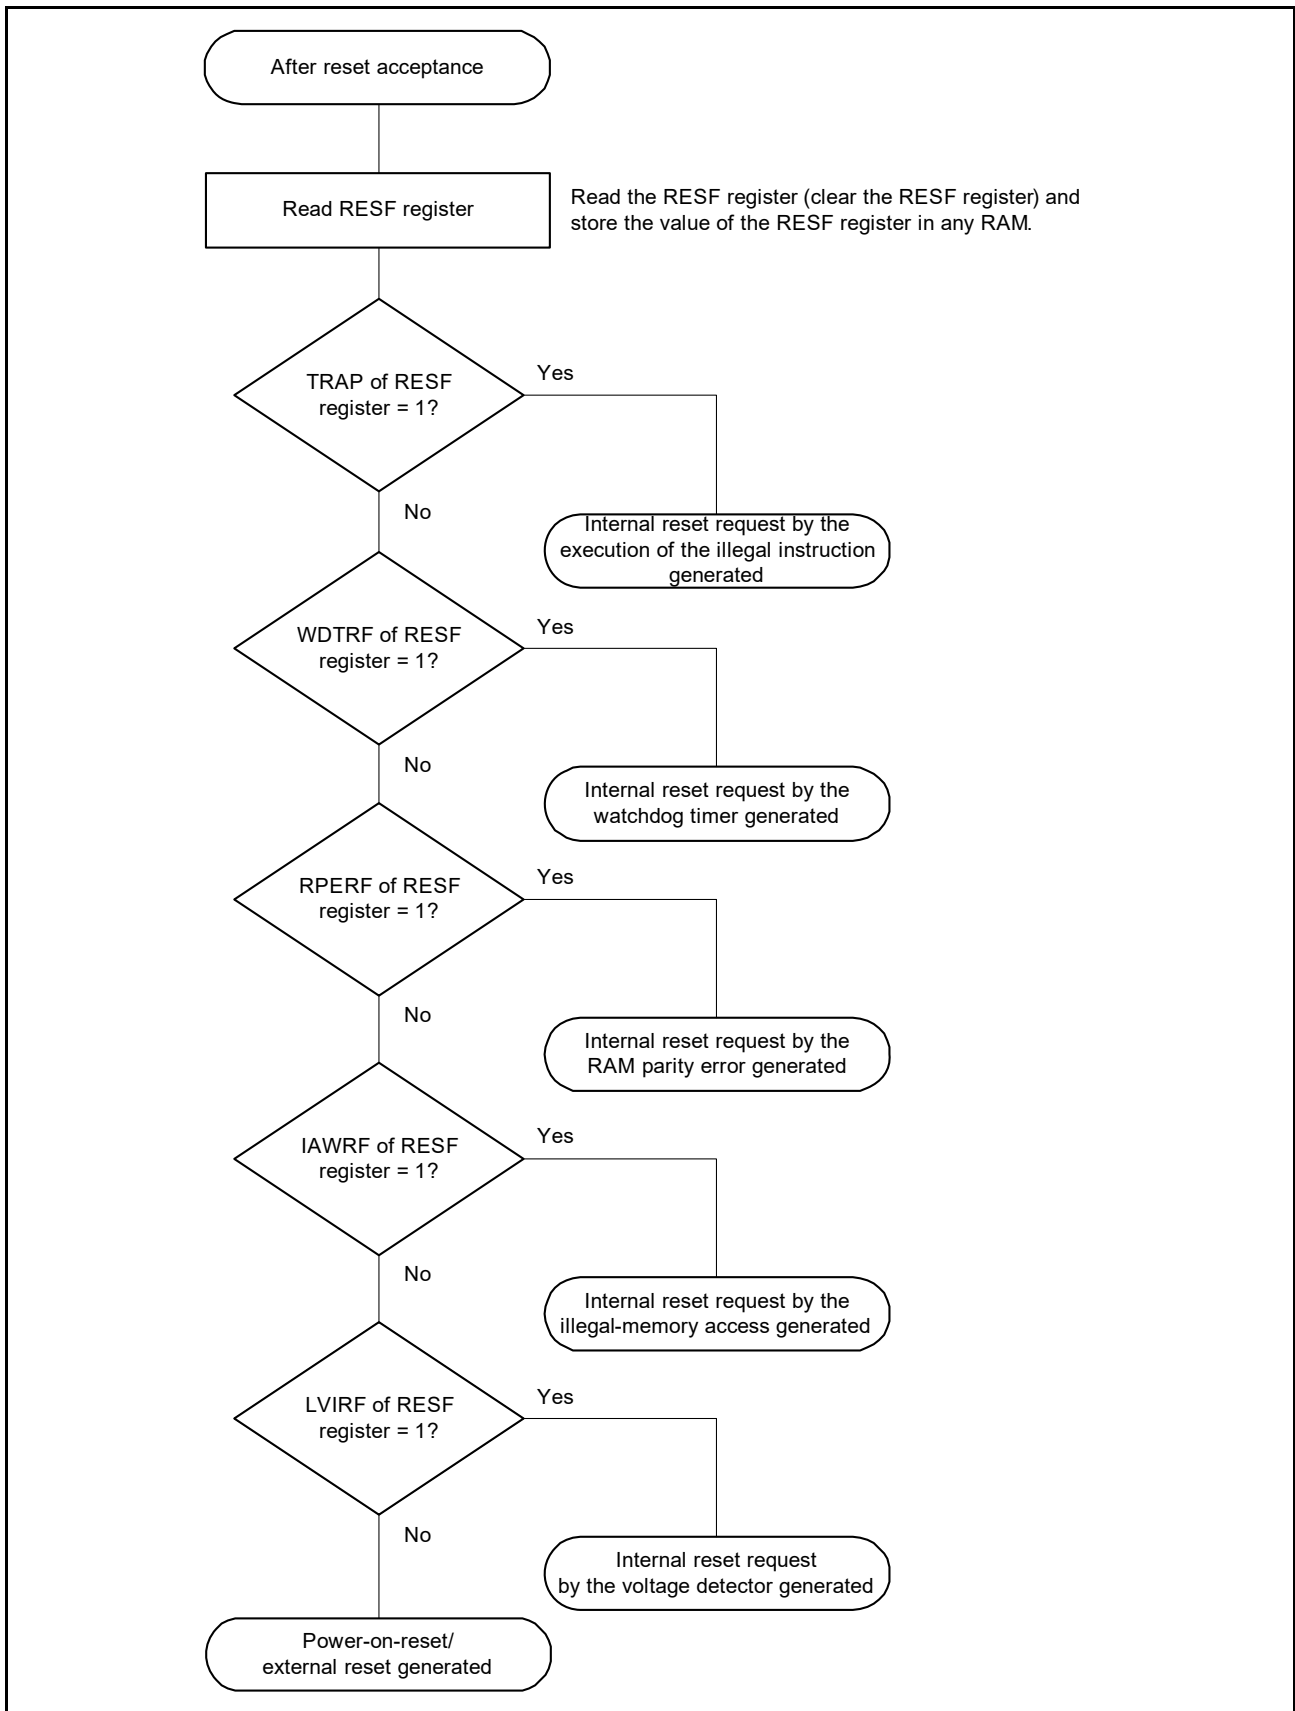 After reset acceptance
Read RESF register
Read the RESF register (clear the RESF register) and
store the value of the RESF register in any RAM.
TRAP of RESF
register = 1?
Yes
No
Internal reset request by the
execution of the illegal instruction
generated
WDTRF of RESF
register = 1?
Yes
No
Internal reset request by the
watchdog timer generated
RPERF of RESF
register = 1?
Yes
No
Internal reset request by the
RAM parity error generated
IAWRF of RESF
register = 1?
Yes
No
Internal reset request by the
illegal-memory access generated
LVIRF of RESF
register = 1?
Yes
No
Internal reset request
by the voltage detector generated
Power-on-reset/
external reset generated